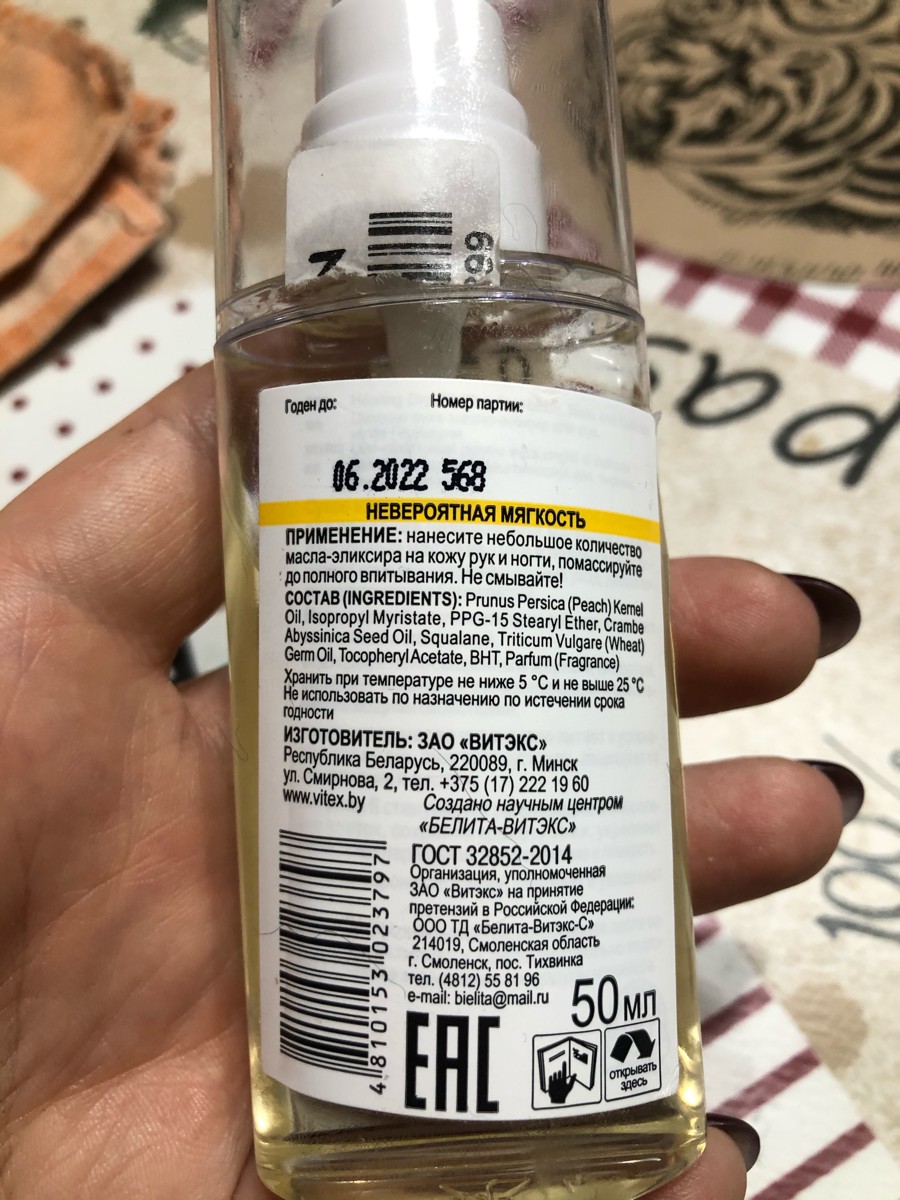 Годен до: Номер партии:
06.2022 568
НЕВЕРОЯТНАЯ МЯГКОСТЬ
ПРИМЕНЕНИЕ: нанесите небольшое количество
масла-эликсира на кожу рук и ногти, помассируйте
до полного впитывания. Не смывайте!
СОСТАВ (INGREDIENTS): Prunus Persica (Peach) Kernel
Oil, Isopropyl Myristate, PPG-15 Stearyl Ether, Crambe
Abyssinica Seed Oil, Squalane, Triticum Vulgare (Wheat)
Germ Oil, Tocopheryl Acetate, BHT, Parfum (Fragrance)
Хранить при температуре не ниже 5 °C и не выше 25 °C
Не использовать по назначению по истечении срока
годности
ИЗГОТОВИТЕЛЬ: ЗАО «ВИТЭКС»
Республика Беларусь, 220089, г. Минск
ул. Смирнова, 2, тел. +375 (17) 222 19 60
www.vitex.by Создано научным центром
«БЕЛИТА-ВИТЭКС»
ГОСТ 32852-2014
Организация, уполномоченная
ЗАО «Витэкс» на принятие
претензий в Российской Федерации:
ООО ТД «Белита-Витэкс-С»
214019, Смоленская область
г. Смоленск, пос. Тихвинка
тел. (4812) 55 81 96
e-mail: bielita@mail.ru
50 мл
4 810153 023797
EAC
открывать
здесь
100%